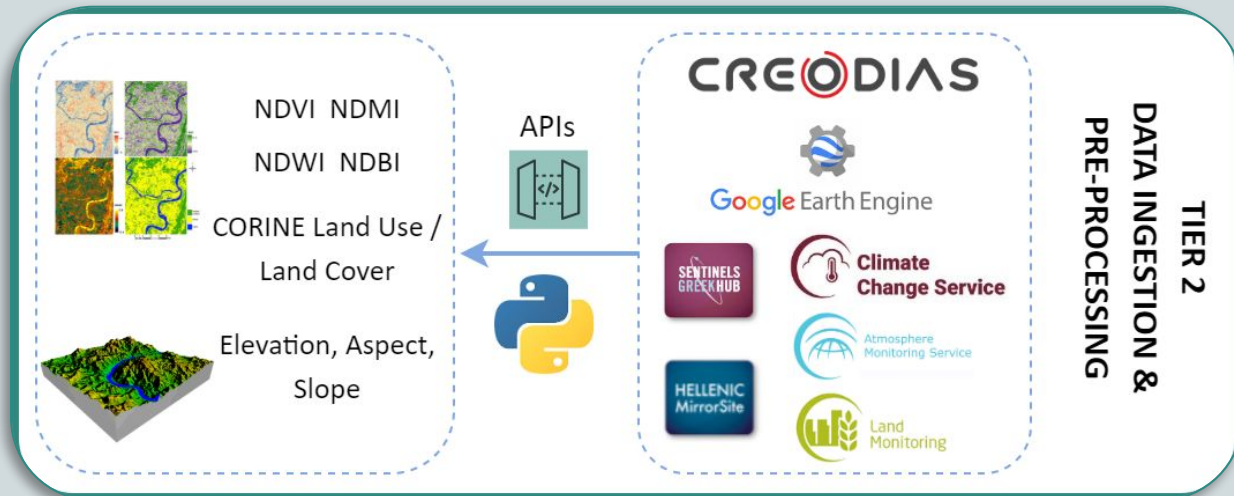 NDVI NDMI
NDWI NDBI
CORINE Land Use /
Land Cover
Elevation, Aspect,
Slope
APIs
</>
CREODIAS
Google Earth Engine
SENTINELS
GREEKHUB
Climate
Change Service
Atmosphere
Monitoring Service
HELLENIC
MirrorSite
Land
Monitoring
TIER 2
DATA INGESTION &
PRE-PROCESSING